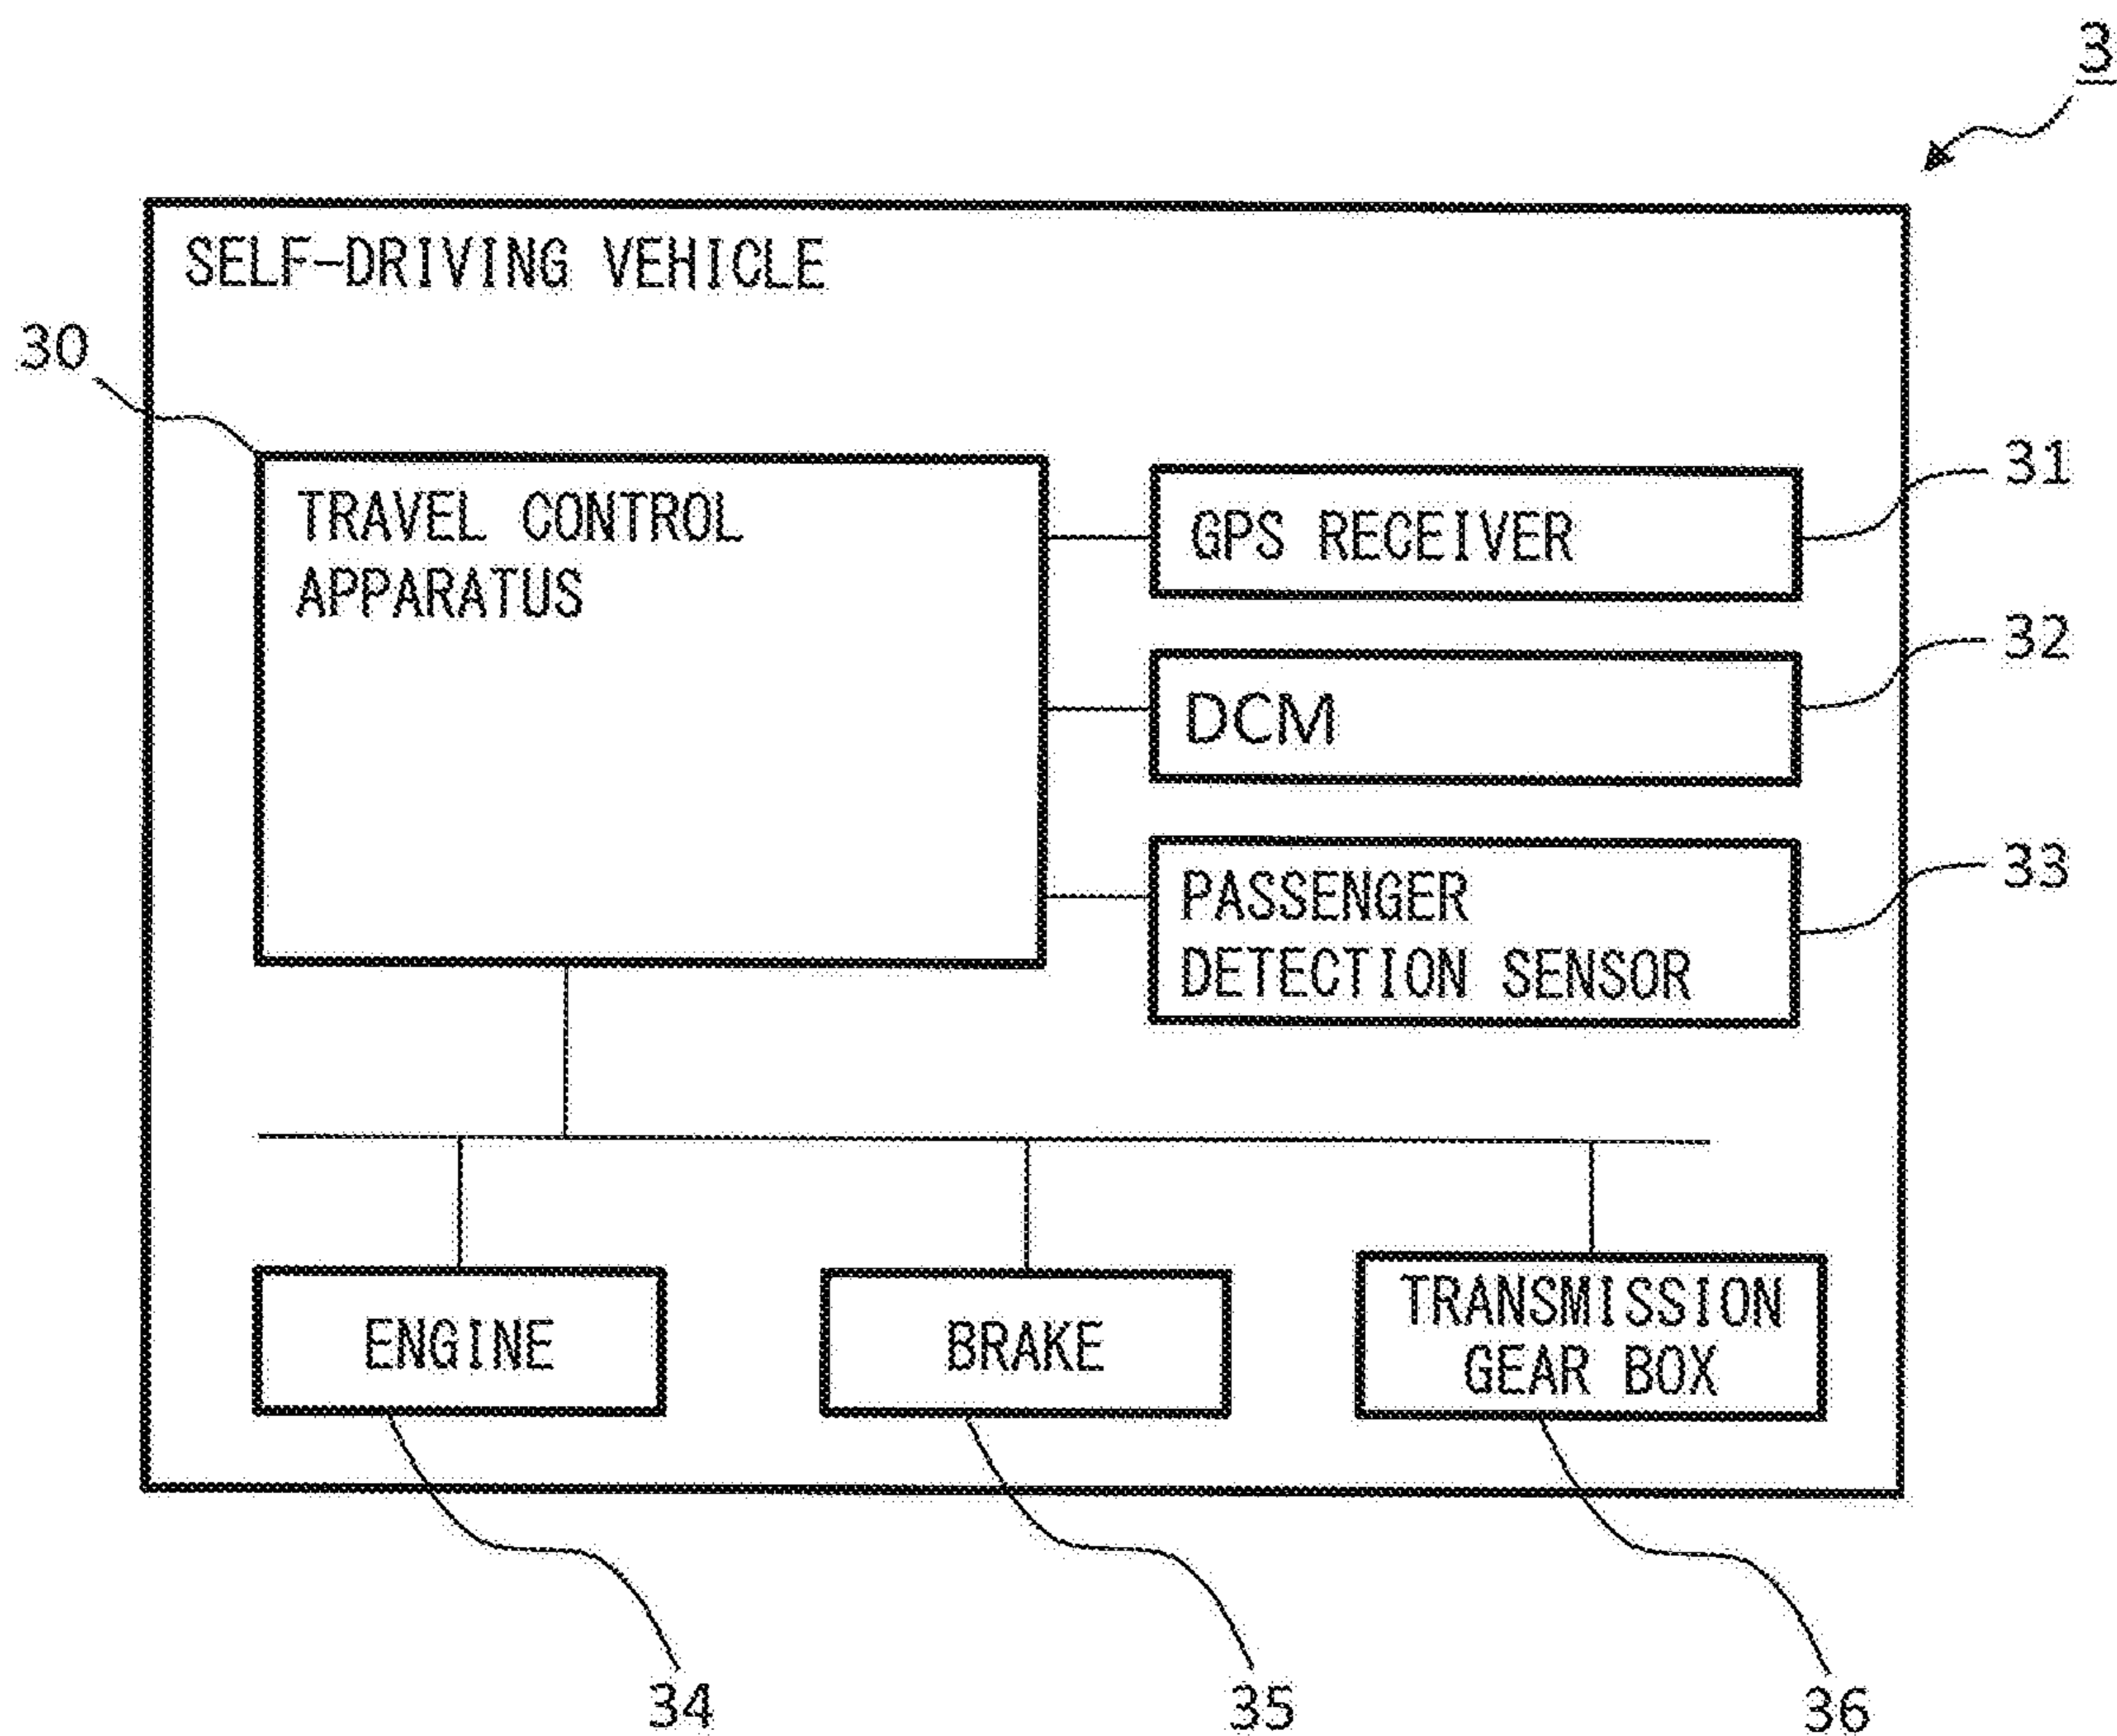 3
SELF-DRIVING VEHICLE
30
TRAVEL CONTROL
APPARATUS
GPS RECEIVER
31
DCM
32
PASSENGER
DETECTION SENSOR
33
ENGINE
BRAKE
TRANSMISSION
GEAR BOX
34
35
36